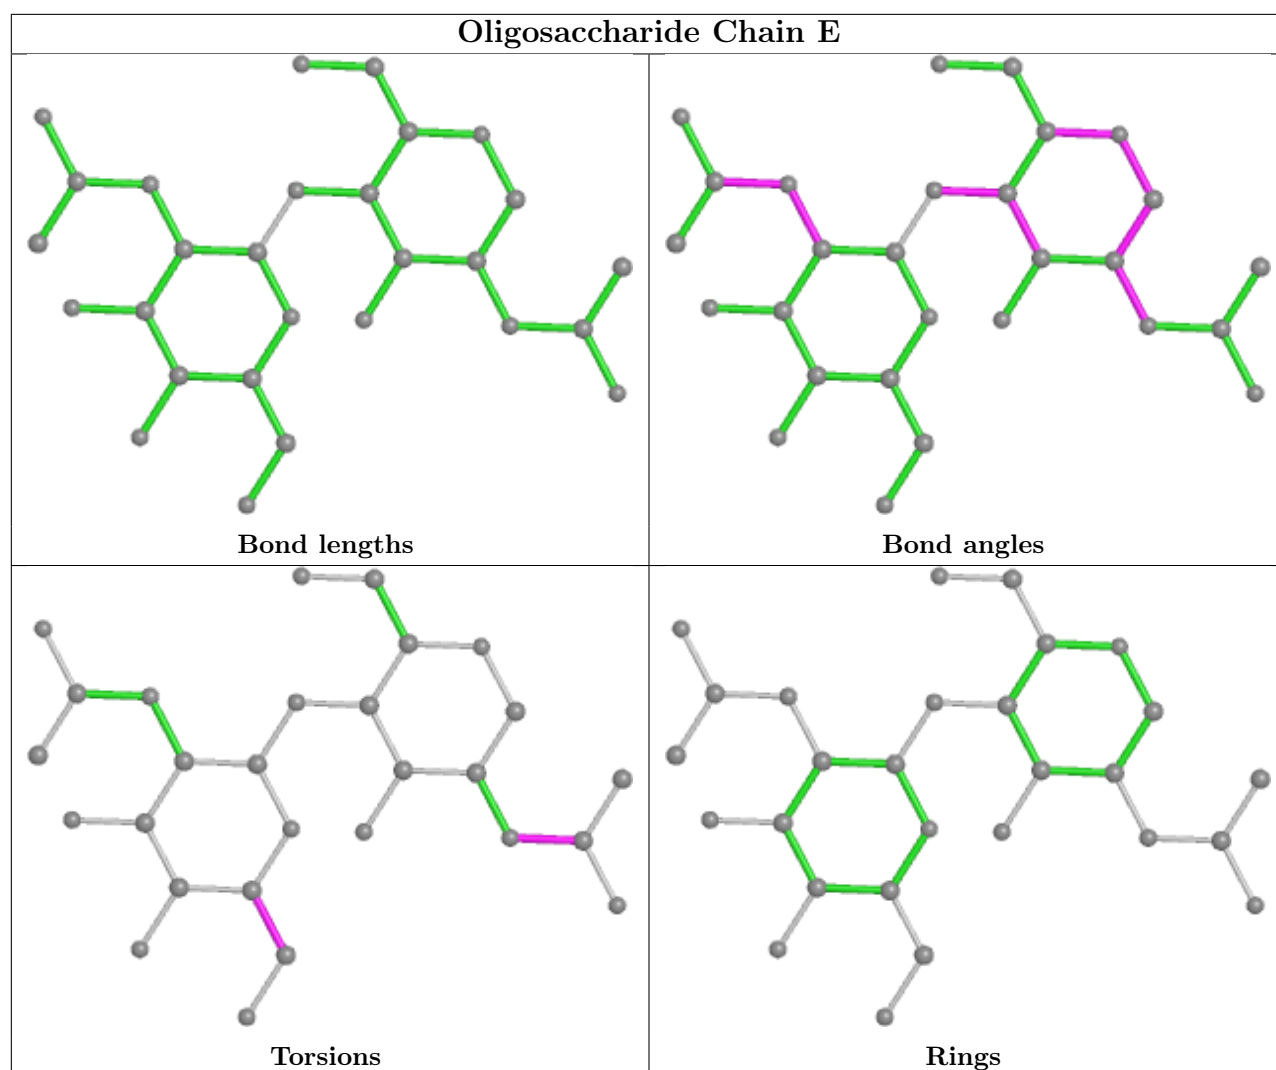 Oligosaccharide Chain E
Bond lengths
Bond angles
Torsions
Rings